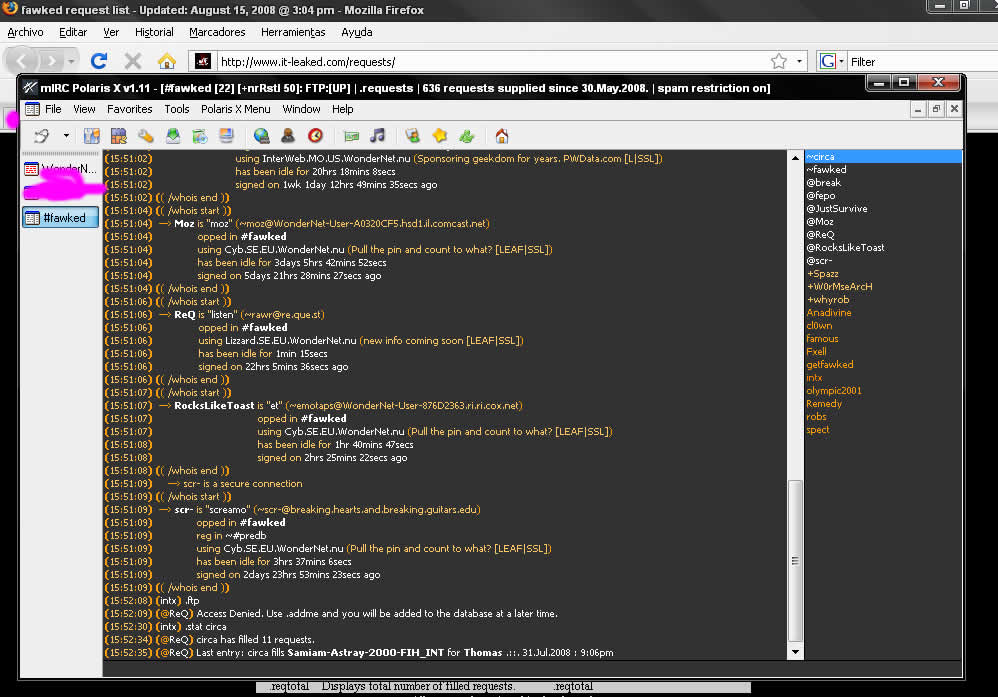 fawked request list - Updated: August 15, 2008 @ 3:04 pm - Mozilla Firefox
Archivo Editar Ver Historial Marcadores Herramientas Ayuda
http://www.it-leaked.com/requests/
G Filter
mIRC Polaris X v1.11 - [#fawked [22] [+nrRstl 50]: FTP:[UP] | .requests | 636 requests supplied since 30.May.2008. | spam restriction on]
File View Favorites Tools Polaris X Menu Window Help
WonderN...
#fawked
(15:51:02) using InterWeb.MO.US.WonderNet.nu (Sponsoring geekdom for years. PWData.com [L|SSL])
(15:51:02) has been idle for 20hrs 18mins 8secs
(15:51:02) signed on 1wk 1day 12hrs 49mins 35secs ago
(15:51:02) (( /whois end ))
(15:51:04) (( /whois start ))
(15:51:04) —> Moz is "moz" (~moz@WonderNet-User-A0320CF5.hsd1.il.comcast.net)
(15:51:04) opped in #fawked
(15:51:04) using Cyb.SE.EU.WonderNet.nu (Pull the pin and count to what? [LEAF|SSL])
(15:51:04) has been idle for 3days 5hrs 42mins 52secs
(15:51:04) signed on 5days 21hrs 28mins 27secs ago
(15:51:04) (( /whois end ))
(15:51:06) (( /whois start ))
(15:51:06) —> ReQ is "listen" (~rawr@re.que.st)
(15:51:06) opped in #fawked
(15:51:06) using Lizzard.SE.EU.WonderNet.nu (new info coming soon [LEAF|SSL])
(15:51:06) has been idle for 1min 15secs
(15:51:06) signed on 22hrs 5mins 36secs ago
(15:51:06) (( /whois end ))
(15:51:07) (( /whois start ))
(15:51:07) —> RocksLikeToast is "et" (~emotaps@WonderNet-User-876D2363.ri.ri.cox.net)
(15:51:07) opped in #fawked
(15:51:07) using Cyb.SE.EU.WonderNet.nu (Pull the pin and count to what? [LEAF|SSL])
(15:51:08) has been idle for 1hr 40mins 47secs
(15:51:08) signed on 2hrs 25mins 22secs ago
(15:51:08) (( /whois end ))
(15:51:09) —> scr- is a secure connection
(15:51:09) (( /whois start ))
(15:51:09) —> scr- is "screamo" (~scr-@breaking.hearts.and.breaking.guitars.edu)
(15:51:09) opped in #fawked
(15:51:09) reg in ~#predb
(15:51:09) using Cyb.SE.EU.WonderNet.nu (Pull the pin and count to what? [LEAF|SSL])
(15:51:09) has been idle for 3hrs 37mins 6secs
(15:51:09) signed on 2days 23hrs 53mins 23secs ago
(15:51:09) (( /whois end ))
(15:52:08) (intx) .ftp
(15:52:09) (@ReQ) Access Denied. Use .addme and you will be added to the database at a later time.
(15:52:30) (intx) .stat circa
(15:52:34) (@ReQ) circa has filled 11 requests.
(15:52:35) (@ReQ) Last entry: circa fills Samiam-Astray-2000-FIH_INT for Thomas .::. 31.Jul.2008 : 9:06pm
~circa
~fawked
@break
@fepo
@JustSurvive
@Moz
@ReQ
@RocksLikeToast
@scr-
+Spazz
+W0rMseArcH
+whyrob
Anadivine
cl0wn
famous
Fxell
getfawked
intx
olympic2001
Remedy
robs
spect
.reqtotal Displays total number of filled requests. .reqtotal